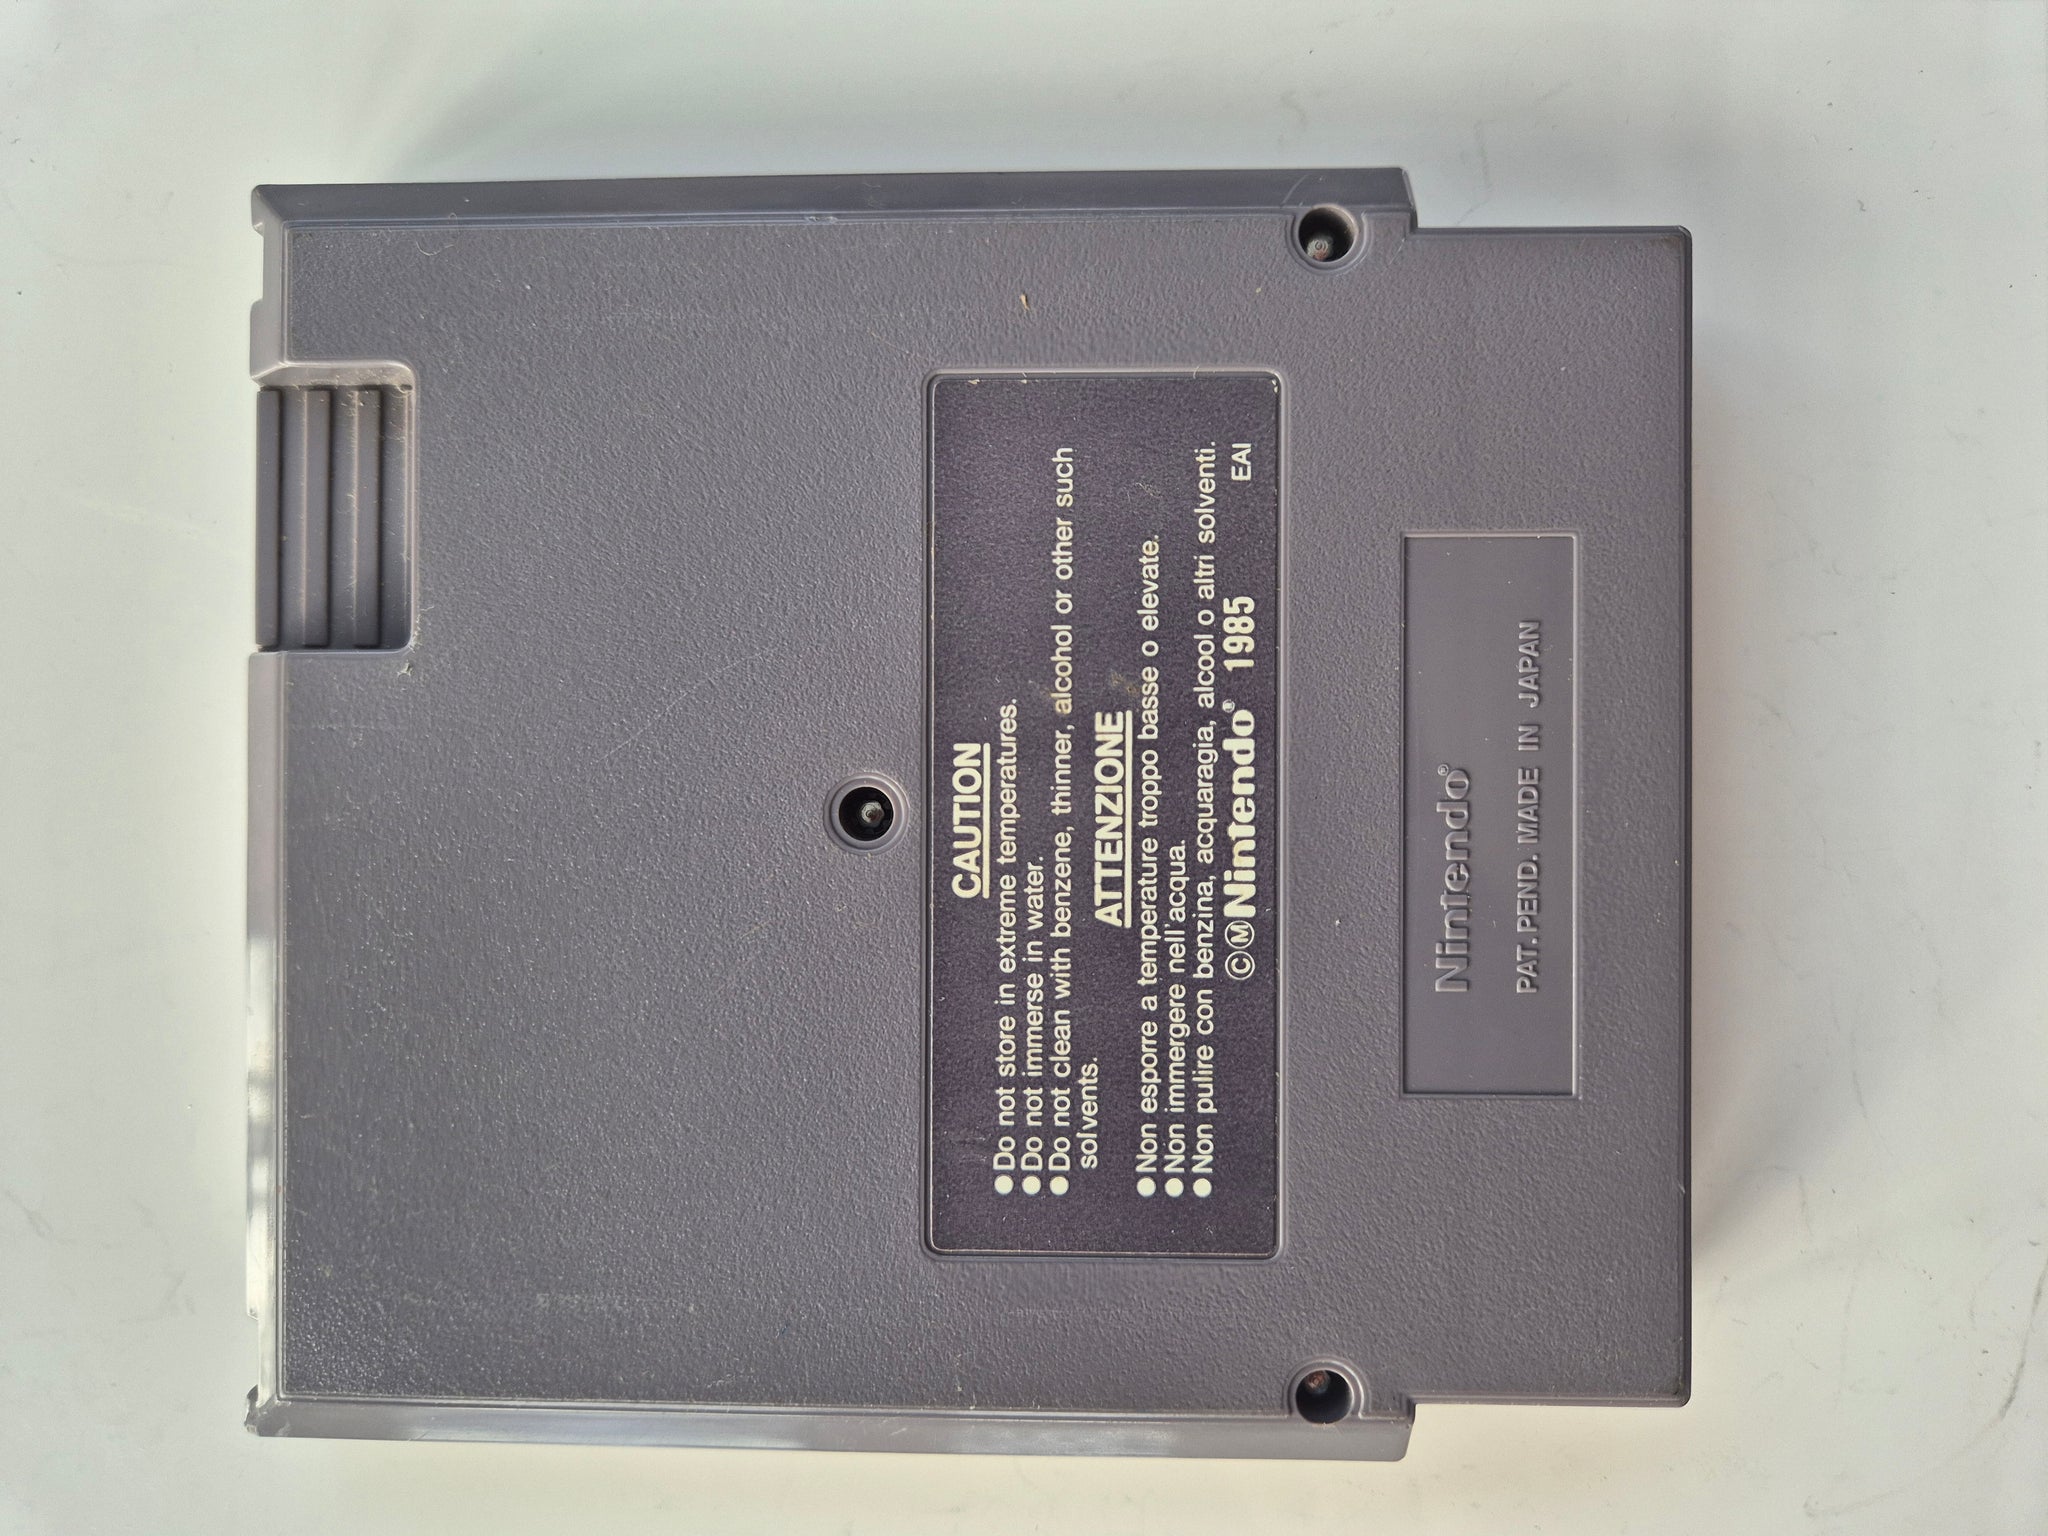 CAUTION
●Do not store in extreme temperatures.
●Do not immerse in water.
●Do not clean with benzene, thinner, alcohol or other such
solvents.
ATTENZIONE
●Non esporre a temperature troppo basse o elevate.
●Non immergere nell'acqua.
●Non pulire con benzina, acquaragia, alcool o altri solventi.
©ⓂNintendo® 1985 EAI
Nintendo®
PAT. PEND. MADE IN JAPAN